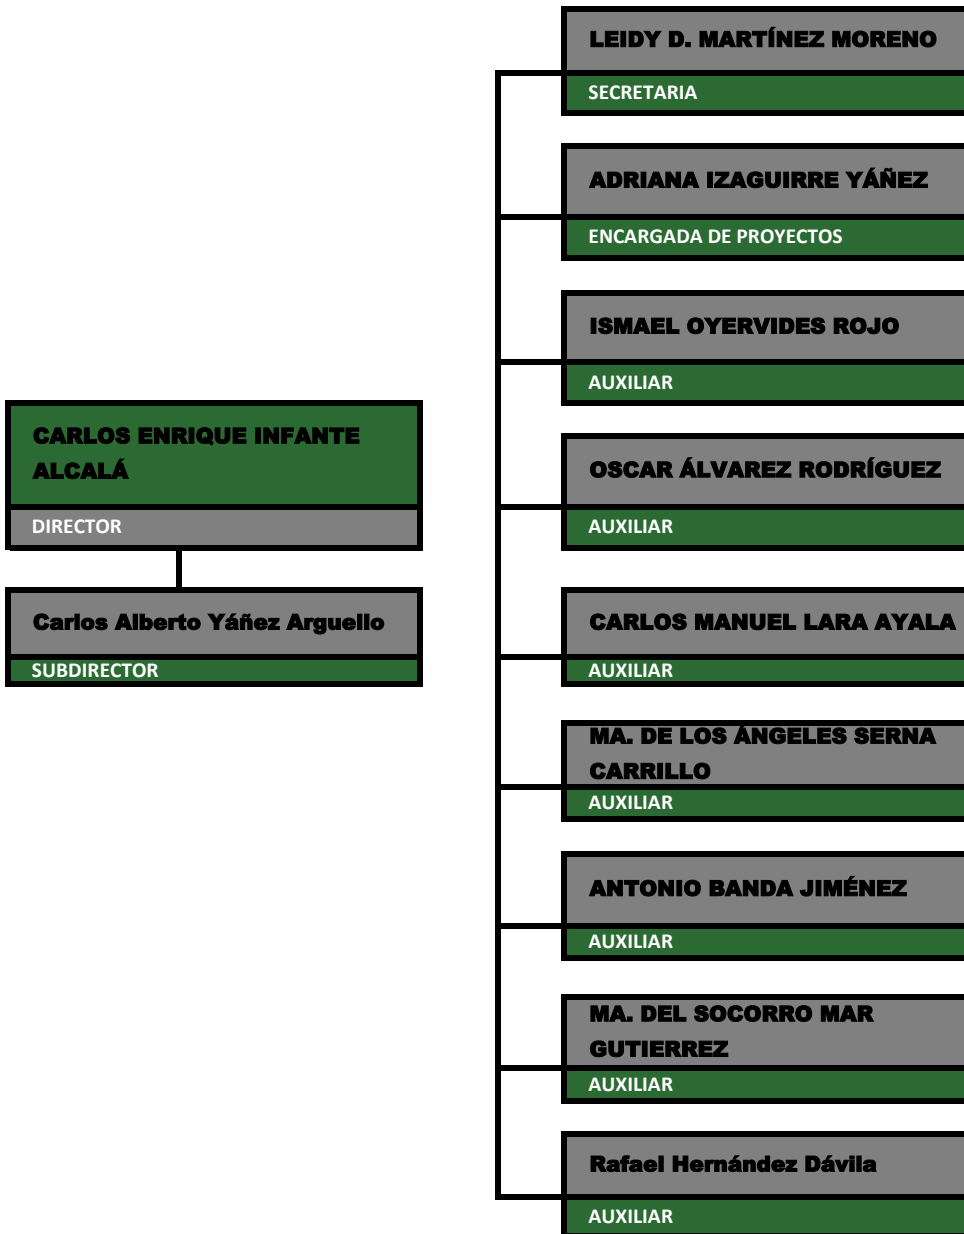 LEIDY D. MARTÍNEZ MORENO
SECRETARIA
ADRIANA IZAGUIRRE YÁÑEZ
ENCARGADA DE PROYECTOS
ISMAEL OYERVIDES ROJO
AUXILIAR
CARLOS ENRIQUE INFANTE
ALCALÁ
DIRECTOR
OSCAR ÁLVAREZ RODRÍGUEZ
AUXILIAR
Carlos Alberto Yáñez Arguello
SUBDIRECTOR
CARLOS MANUEL LARA AYALA
AUXILIAR
MA. DE LOS ÁNGELES SERNA
CARRILLO
AUXILIAR
ANTONIO BANDA JIMÉNEZ
AUXILIAR
MA. DEL SOCORRO MAR
GUTIERREZ
AUXILIAR
Rafael Hernández Dávila
AUXILIAR